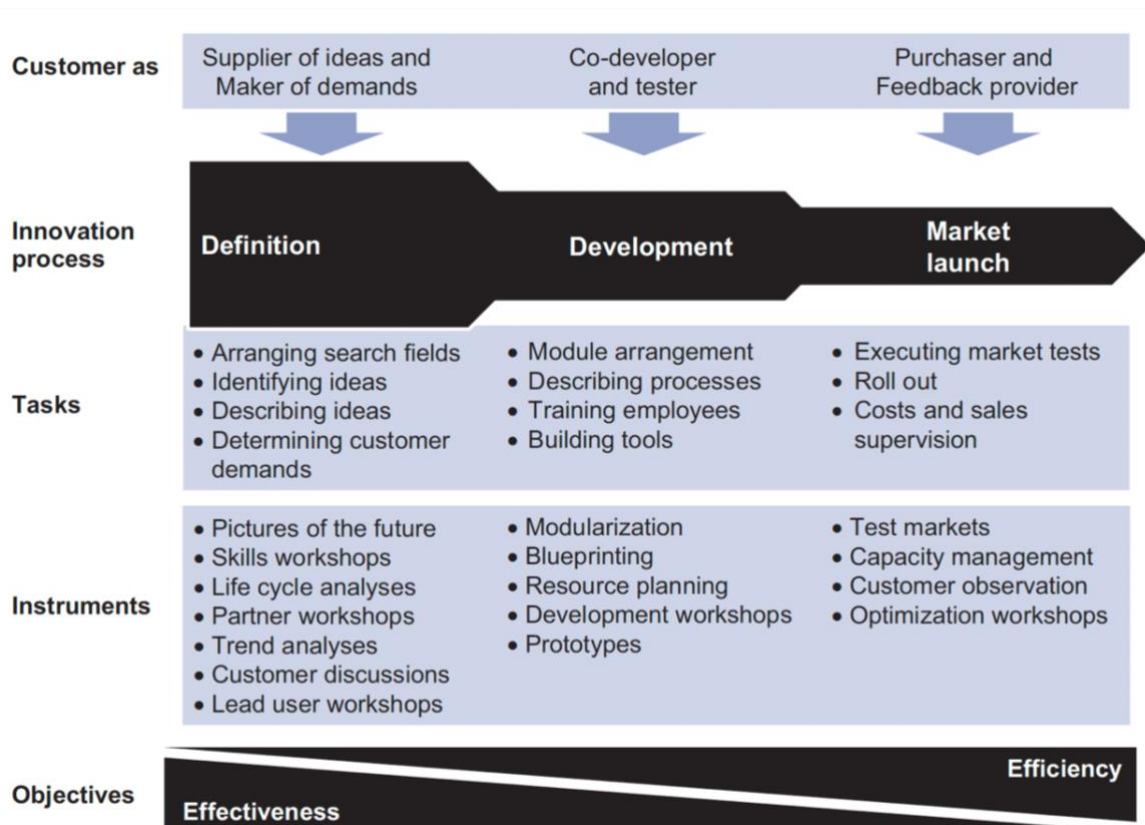 Customer as
Supplier of ideas and
Maker of demands
Co-developer
and tester
Purchaser and
Feedback provider
Innovation
process
Definition
Development
Market
launch
Tasks
• Arranging search fields
• Identifying ideas
• Describing ideas
• Determining customer
demands
• Module arrangement
• Describing processes
• Training employees
• Building tools
• Executing market tests
• Roll out
• Costs and sales
supervision
Instruments
• Pictures of the future
• Skills workshops
• Life cycle analyses
• Partner workshops
• Trend analyses
• Customer discussions
• Lead user workshops
• Modularization
• Blueprinting
• Resource planning
• Development workshops
• Prototypes
• Test markets
• Capacity management
• Customer observation
• Optimization workshops
Objectives
Effectiveness
Efficiency